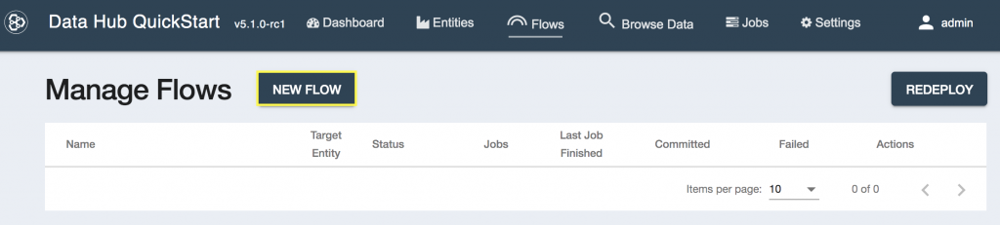 Data Hub QuickStart v5.1.0-rc1 Dashboard Entities Flows Browse Data Jobs Settings admin
Manage Flows NEW FLOW REDEPLOY
Name Target Entity Status Jobs Last Job Finished Committed Failed Actions
Items per page: 10 0 of 0